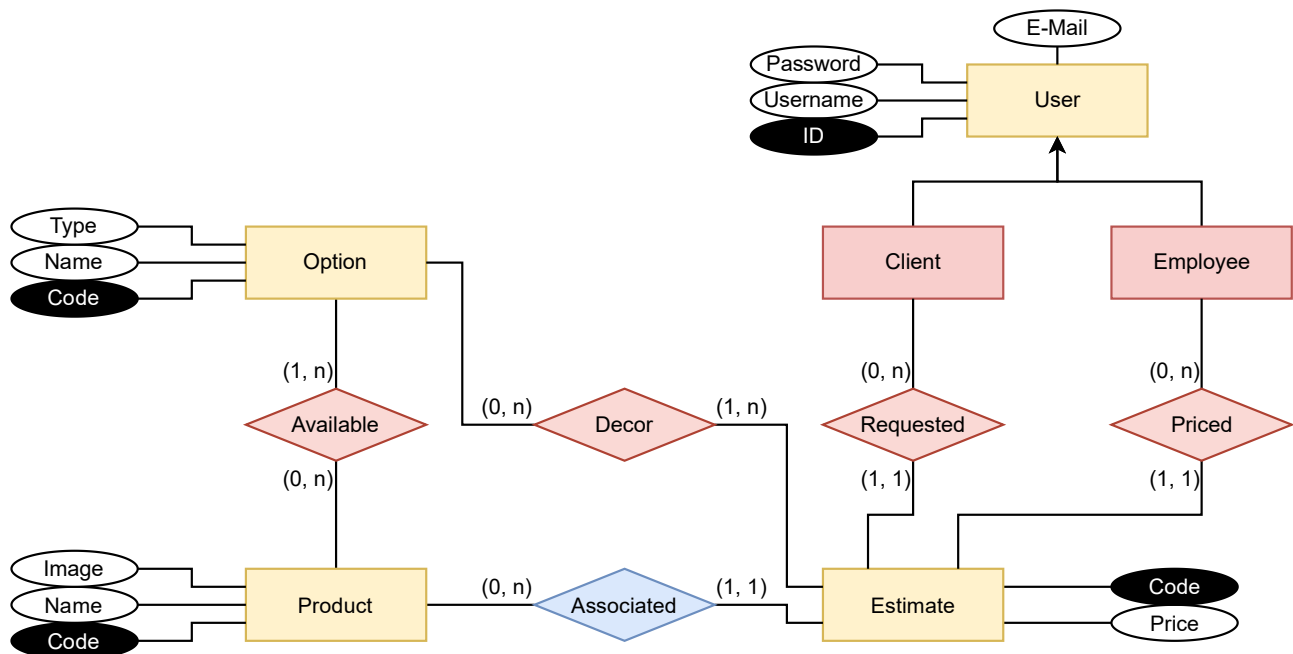 E-Mail
Password
User
Username
ID
Type
Name
Option
Code
Client
Employee
(1, n)
(0, n)
(0, n)
Available
(0, n)
Decor
(1, n)
Requested
Priced
(0, n)
(1, 1)
(1, 1)
Image
Name
Product
Code
(0, n)
Associated
(1, 1)
Estimate
Code
Price